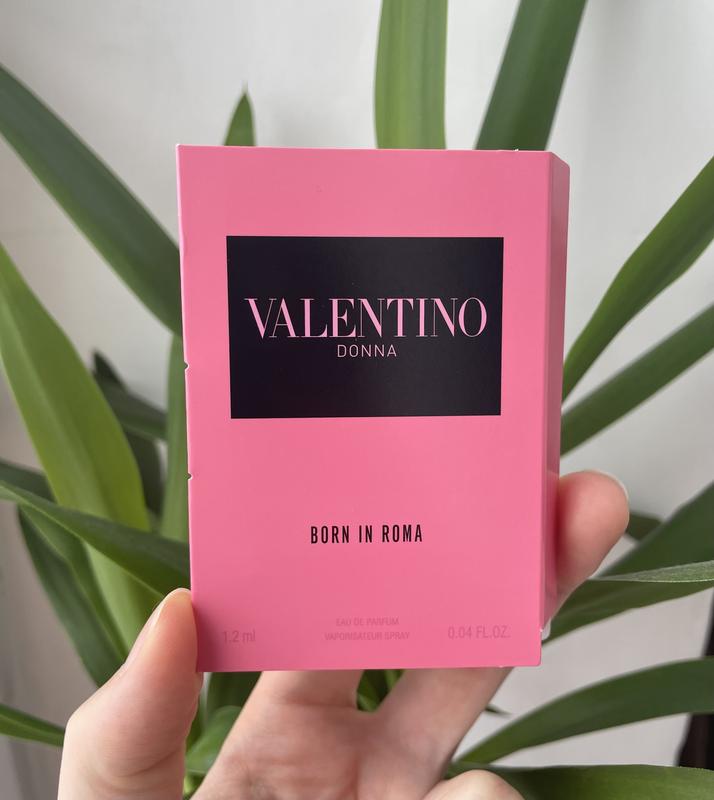 VALENTINO
DONNA
BORN IN ROMA
EAU DE PARFUM
1.2 ml VAPORISATEUR SPRAY 0.04 FL.OZ.